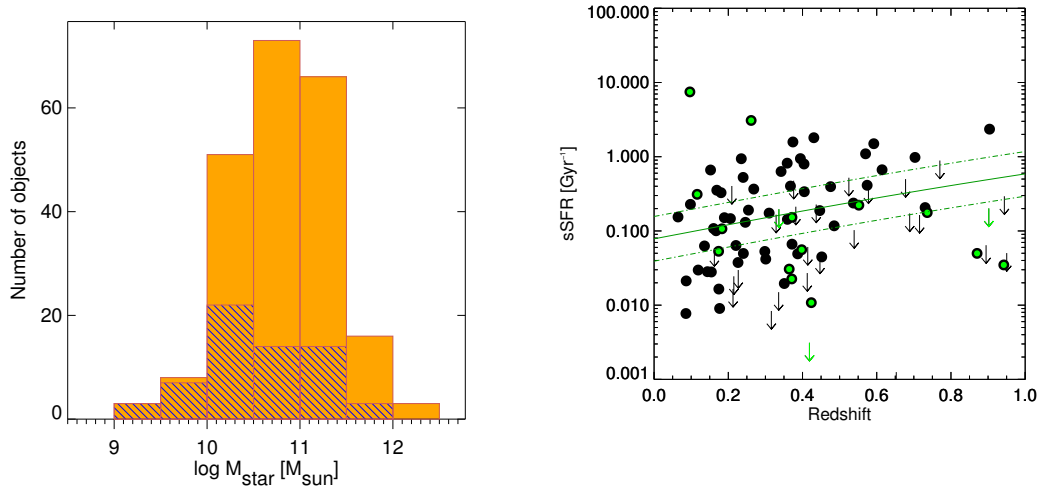 Number of objects
60
40
20
0
9 10 11 12
log M_star [M_sun]
sSFR [Gyr⁻¹]
100.000
10.000
1.000
0.100
0.010
0.001
0.0 0.2 0.4 0.6 0.8 1.0
Redshift